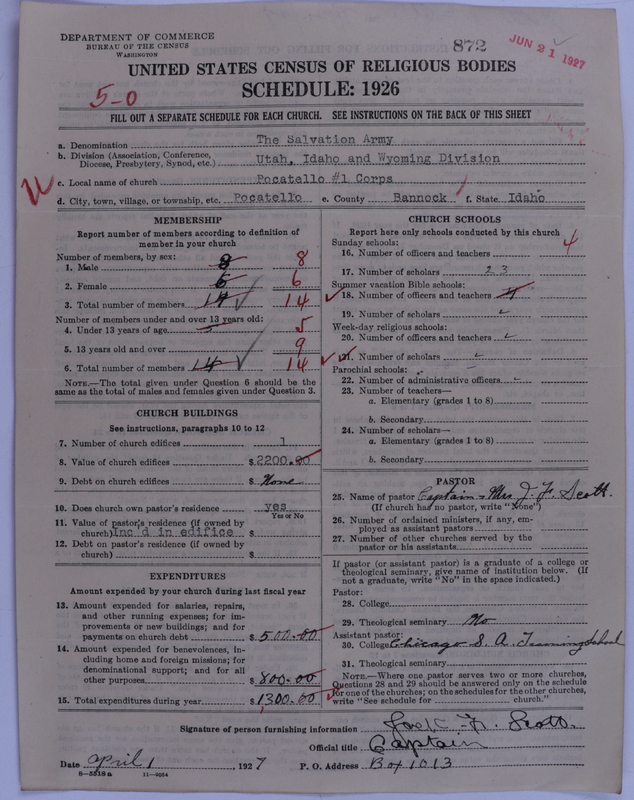 DEPARTMENT OF COMMERCE
BUREAU OF THE CENSUS
WASHINGTON
872
JUN 21 1927
UNITED STATES CENSUS OF RELIGIOUS BODIES
SCHEDULE: 1926
5-0
FILL OUT A SEPARATE SCHEDULE FOR EACH CHURCH. SEE INSTRUCTIONS ON THE BACK OF THIS SHEET
a. Denomination The Salvation Army
b. Division (Association, Conference,
Diocese, Presbytery, Synod, etc.) Utah, Idaho and Wyoming Division
c. Local name of church Pocatello #1 Corps
d. City, town, village, or township, etc. Pocatello e. County Bannock f. State Idaho
MEMBERSHIP
Report number of members according to definition of
member in your church
Number of members, by sex:
1. Male 8 8
2. Female 6 6
3. Total number of members 14 14
Number of members under and over 13 years old:
4. Under 13 years of age 5 5
5. 13 years old and over 9
6. Total number of members 14 14
NOTE.—The total given under Question 6 should be
same as the total of males and females given under Question 3.
CHURCH BUILDINGS
See instructions, paragraphs 10 to 12
7. Number of church edifices 1
8. Value of church edifices $2200.00
9. Debt on church edifices $ None
10. Does church own pastor's residence? yes
Yes or No
11. Value of pastor's residence (if owned by
church) Inc'd in edifice $
12. Debt on pastor's residence (if owned by
church) $
EXPENDITURES
Amount expended by your church during last fiscal year
13. Amount expended for salaries, repairs,
and other running expenses; for im-
provements or new buildings; and for
payments on church debt $500.00
14. Amount expended for benevolences, in-
cluding home and foreign missions; for
denominational support; and for all
other purposes $800.00
15. Total expenditures during year $1300.00
CHURCH SCHOOLS
Report here only schools conducted by this church
Sunday schools:
16. Number of officers and teachers 4
17. Number of scholars 23
Summer vacation Bible schools:
18. Number of officers and teachers 4
19. Number of scholars
Week-day religious schools:
20. Number of officers and teachers
21. Number of scholars
Parochial schools:
22. Number of administrative officers
23. Number of teachers—
a. Elementary (grades 1 to 8)
b. Secondary
24. Number of scholars—
a. Elementary (grades 1 to 8)
b. Secondary
PASTOR
25. Name of pastor Captain & Mrs J. F. Scott.
(If church has no pastor, write "None")
26. Number of ordained ministers, if any, em-
ployed as assistant pastors
27. Number of other churches served by the
pastor or his assistants
If pastor (or assistant pastor) is a graduate of a college or
theological seminary, give name of institution below. (If
not a graduate, write "No" in the space indicated.)
Pastor:
28. College
29. Theological seminary No
Assistant pastor:
30. College Chicago S. A. Training School
31. Theological seminary
NOTE.—Where one pastor serves two or more churches,
Questions 28 and 29 should be answered only on the schedule
for one of the churches; on the schedules for the other churches,
write "See schedule for church."
Signature of person furnishing information F. Scott.
Official title Captain
Date April 1, 1927 P. O. Address Box 1013
8-5518a 11-9054